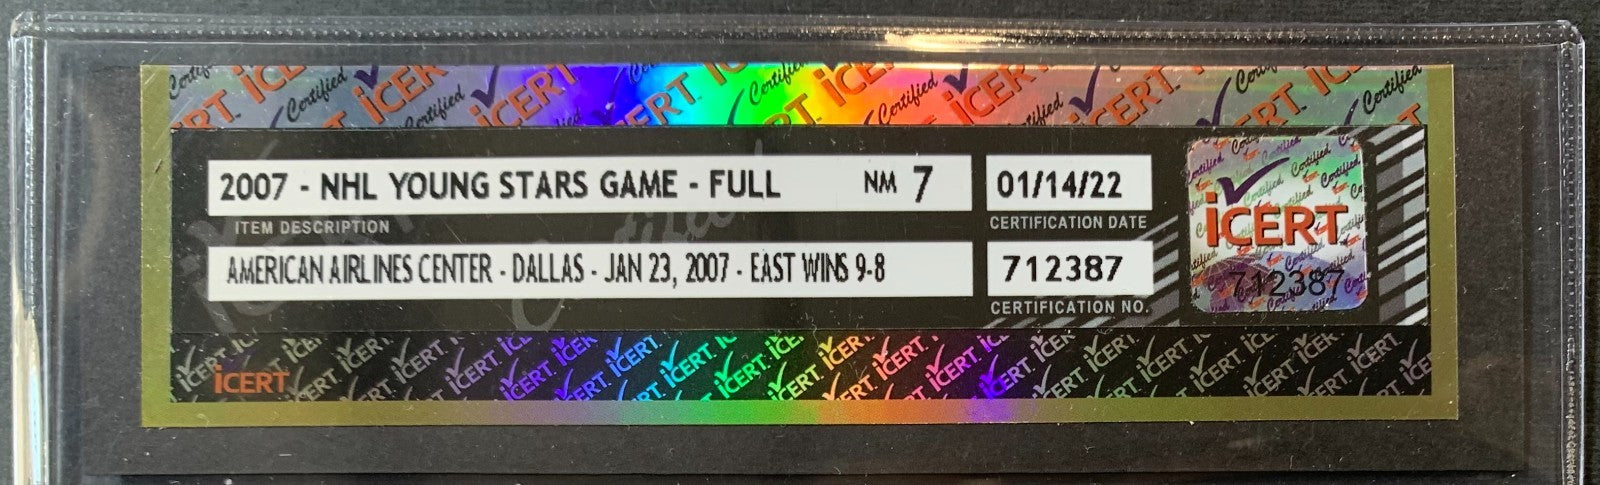 2007 - NHL YOUNG STARS GAME - FULL NM 7
ITEM DESCRIPTION
01/14/22
CERTIFICATION DATE
AMERICAN AIRLINES CENTER - DALLAS - JAN 23, 2007 - EAST WINS 9-8
712387
CERTIFICATION NO.
iCERT
712387
iCERT